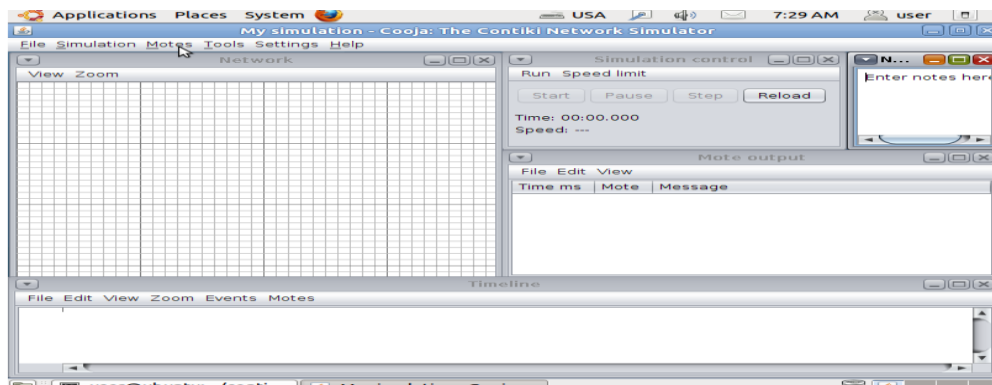 Applications Places System USA 7:29 AM user
My simulation - Cooja: The Contiki Network Simulator
File Simulation Motes Tools Settings Help
Network
View Zoom
Simulation control
Run Speed limit
Start Pause Step Reload
Time: 00:00.000
Speed: ---
N...
Enter notes here
Mote output
File Edit View
Time ms Mote Message
Timeline
File Edit View Zoom Events Motes